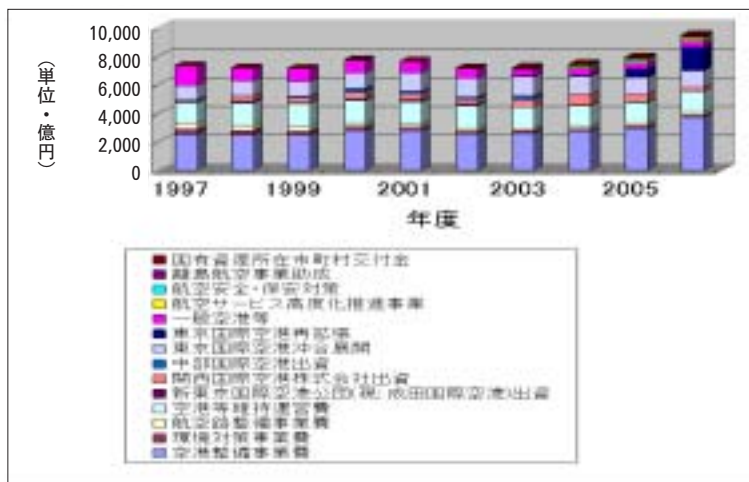 10,000
8,000
6,000
4,000
2,000
0
（単位・億円）
1997 1999 2001 2003 2005
年度
国有資産所在市町村交付金
離島航空事業助成
航空安全・保安対策
航空サービス高度化推進事業
一般空港等
東京国際空港再拡張
東京国際空港沖合展開
中部国際空港出資
関西国際空港株式会社出資
新東京国際空港公団(現:成田国際空港)出資
空港等維持運営費
航空路整備事業費
環境対策事業費
空港整備事業費